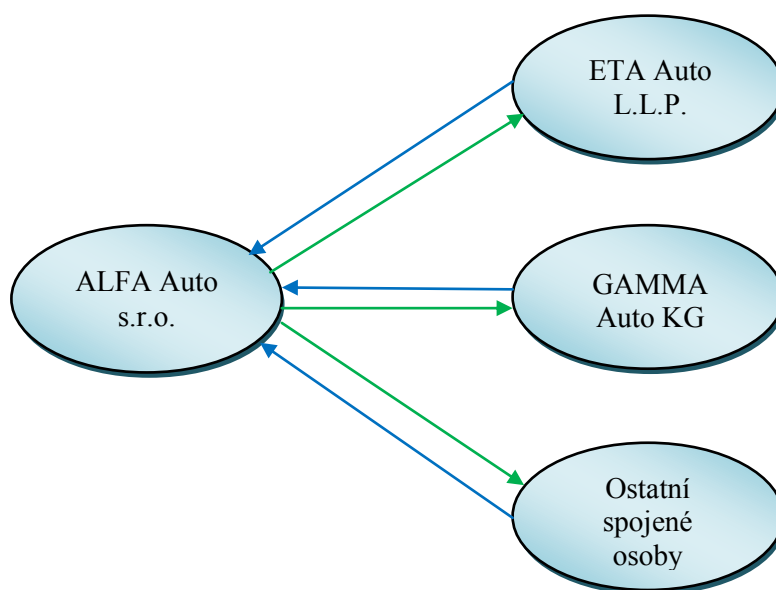 ETA Auto
L.L.P.
ALFA Auto
s.r.o.
GAMMA
Auto KG
Ostatní
spojené
osoby